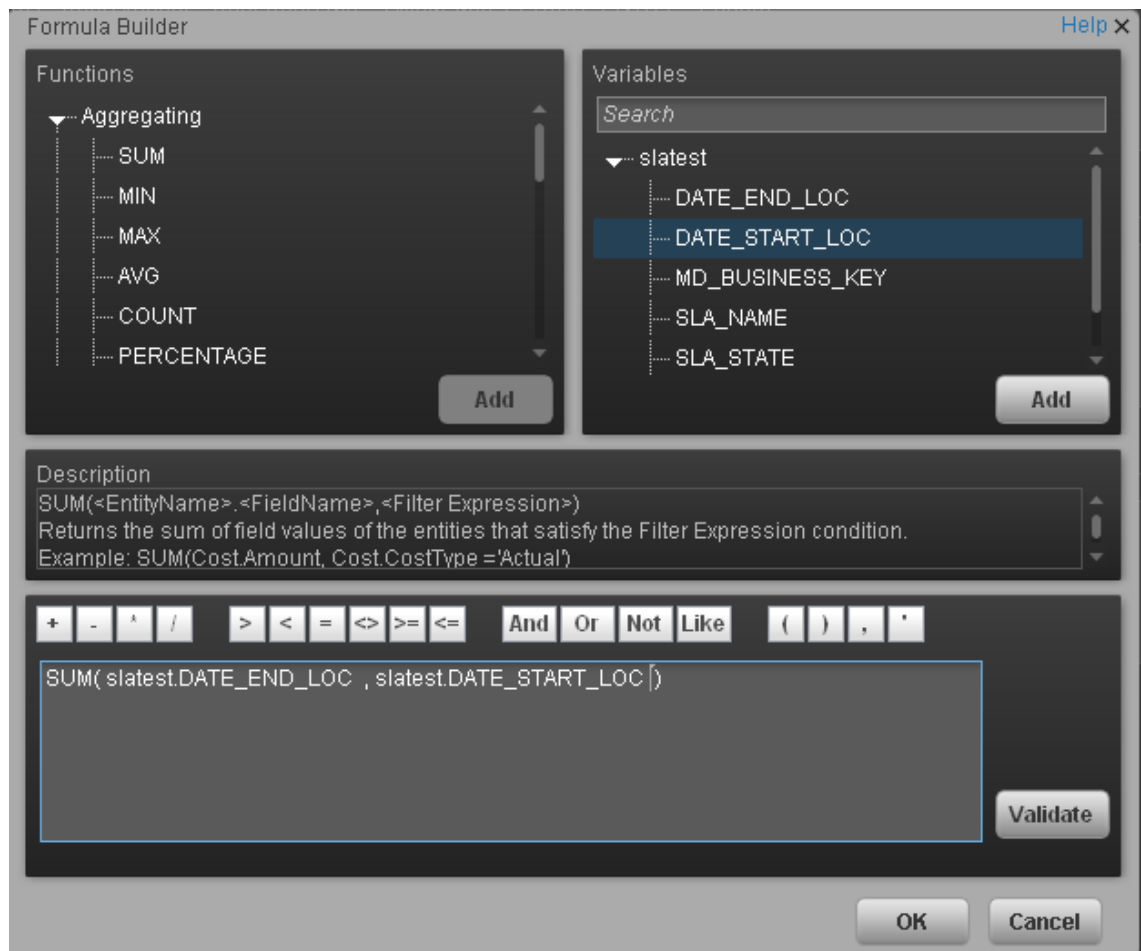 Formula Builder
Help
Functions
Aggregating
SUM
MIN
MAX
AVG
COUNT
PERCENTAGE
Add
Variables
Search
slatest
DATE_END_LOC
DATE_START_LOC
MD_BUSINESS_KEY
SLA_NAME
SLA_STATE
Add
Description
SUM(<EntityName>.<FieldName>,<Filter Expression>)
Returns the sum of field values of the entities that satisfy the Filter Expression condition.
Example: SUM(Cost.Amount, Cost.CostType ='Actual')
+ - * / > < = <> >= <= And Or Not Like ( ) , '
SUM( slatest.DATE_END_LOC , slatest.DATE_START_LOC )
Validate
OK Cancel